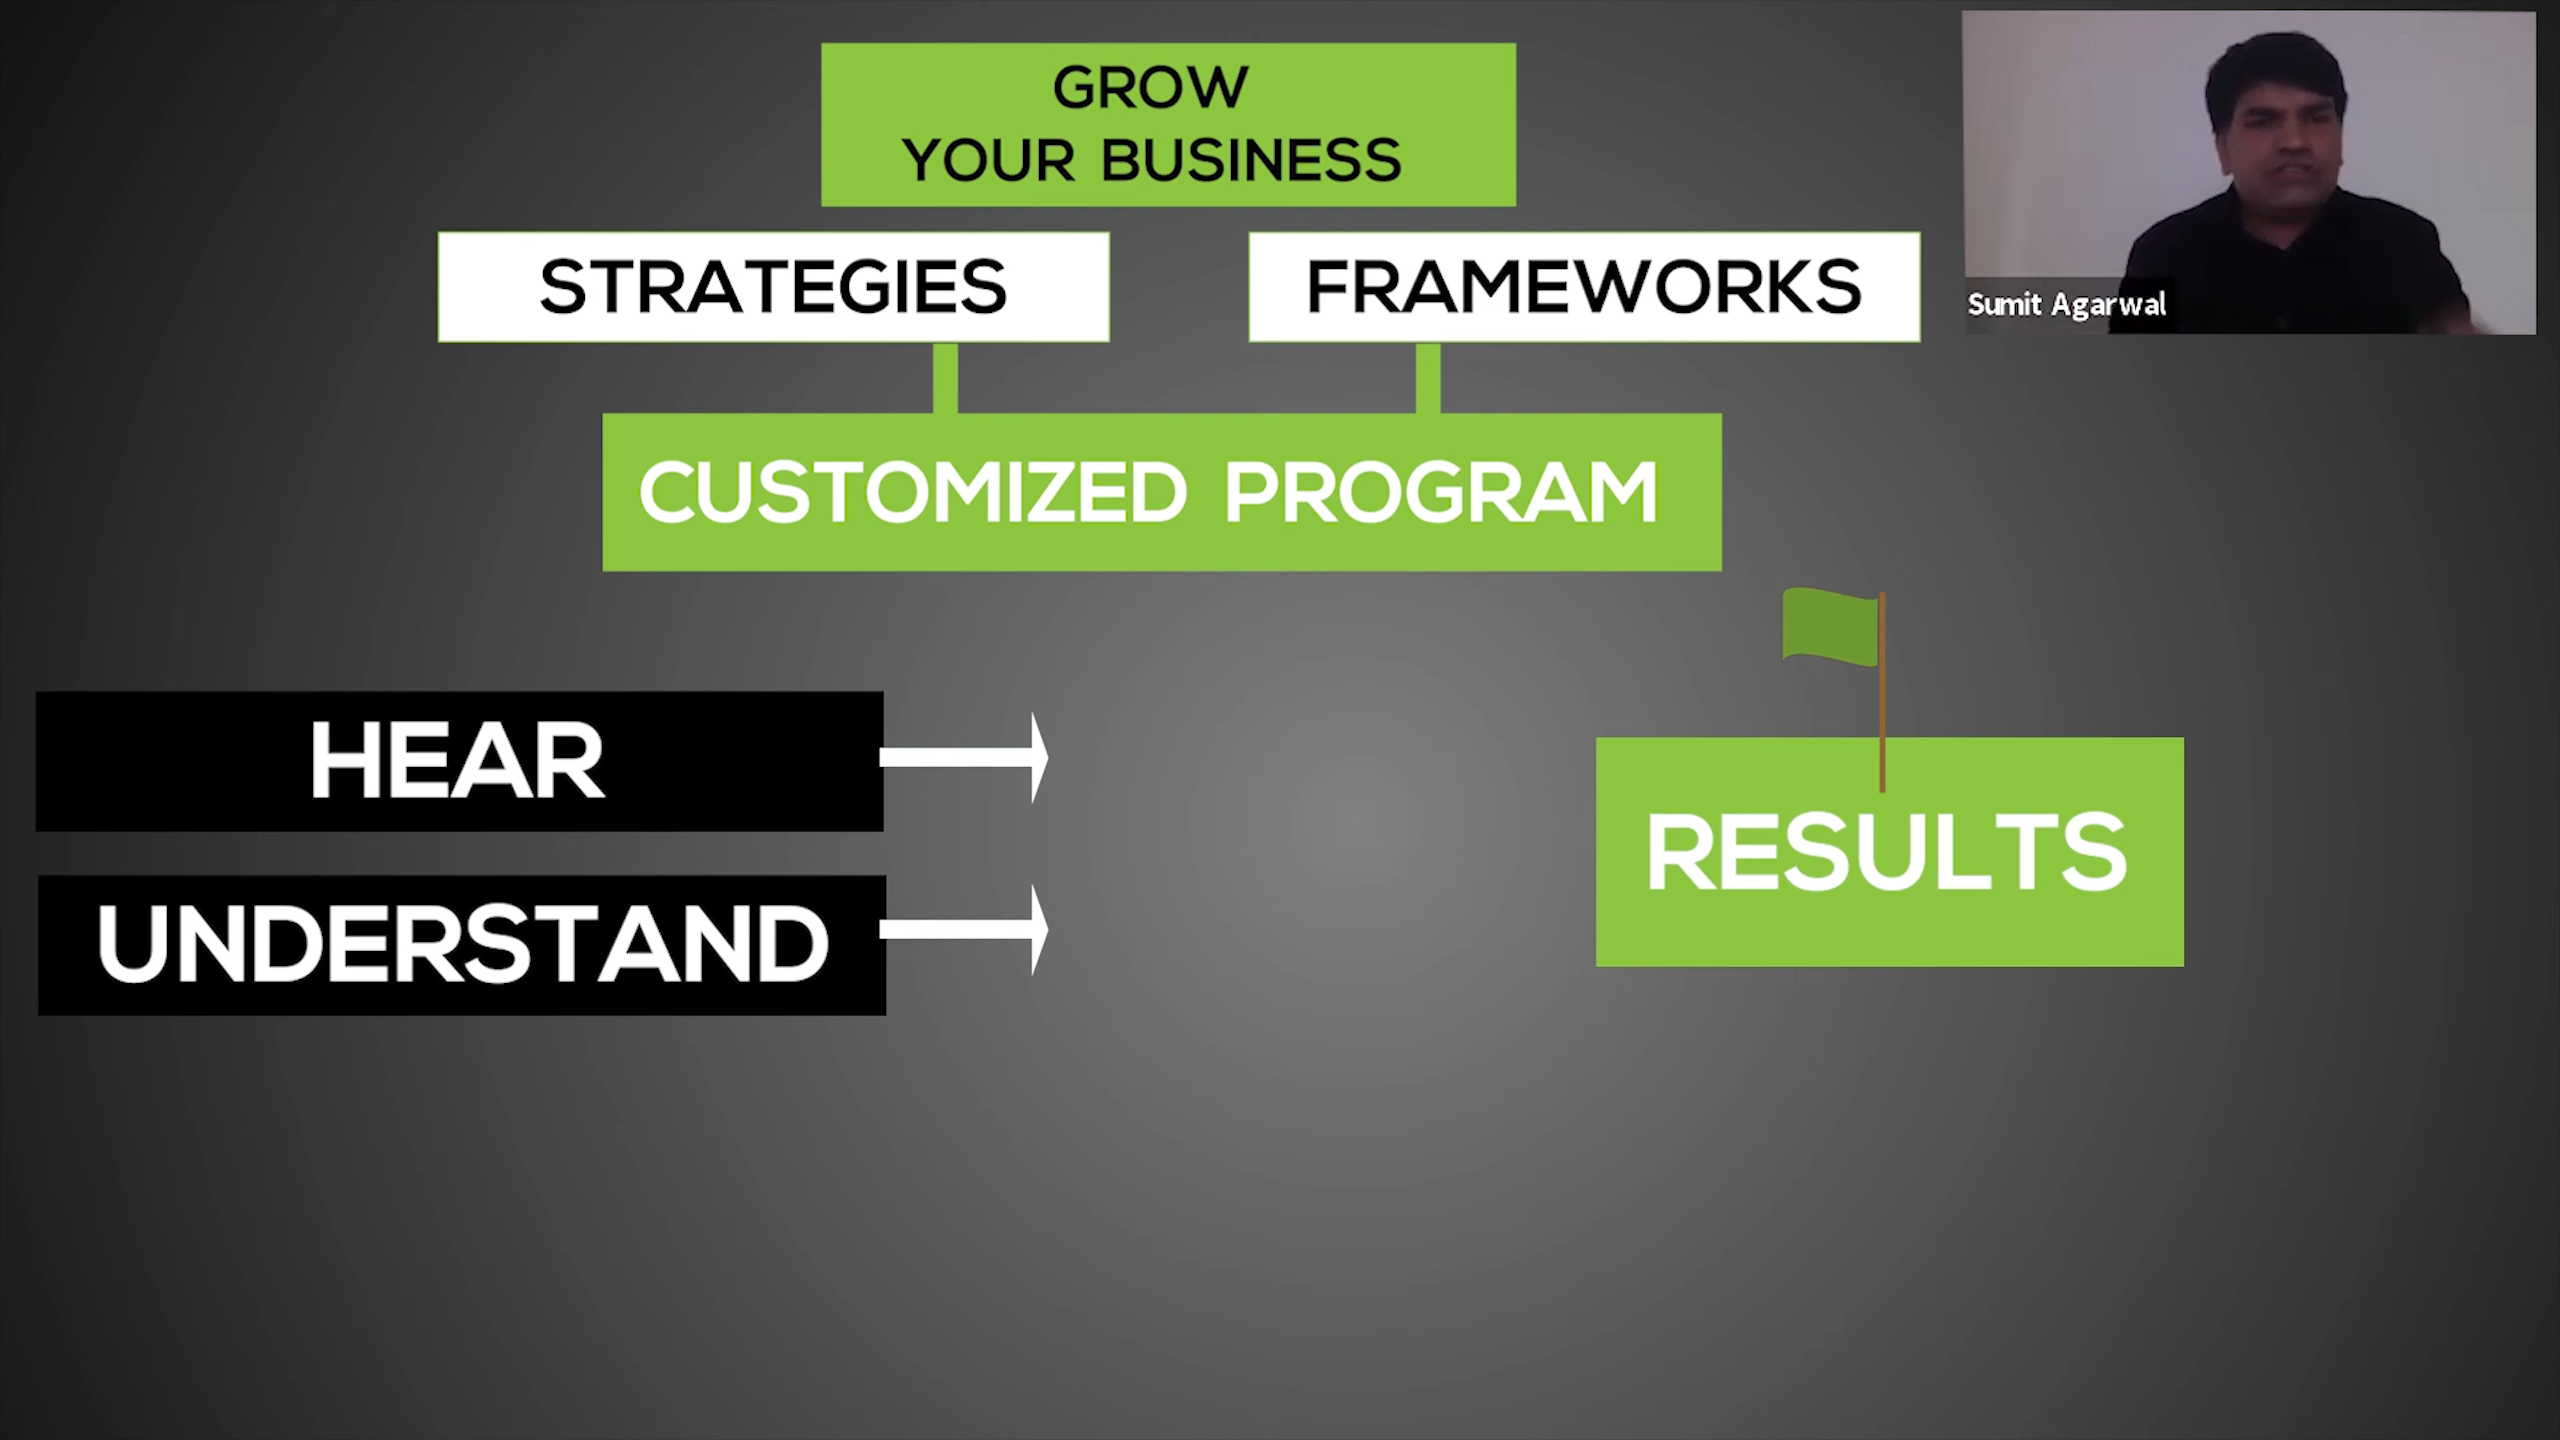 GROW
YOUR BUSINESS
STRATEGIES
FRAMEWORKS
Sumit Agarwal
CUSTOMIZED PROGRAM
HEAR
RESULTS
UNDERSTAND